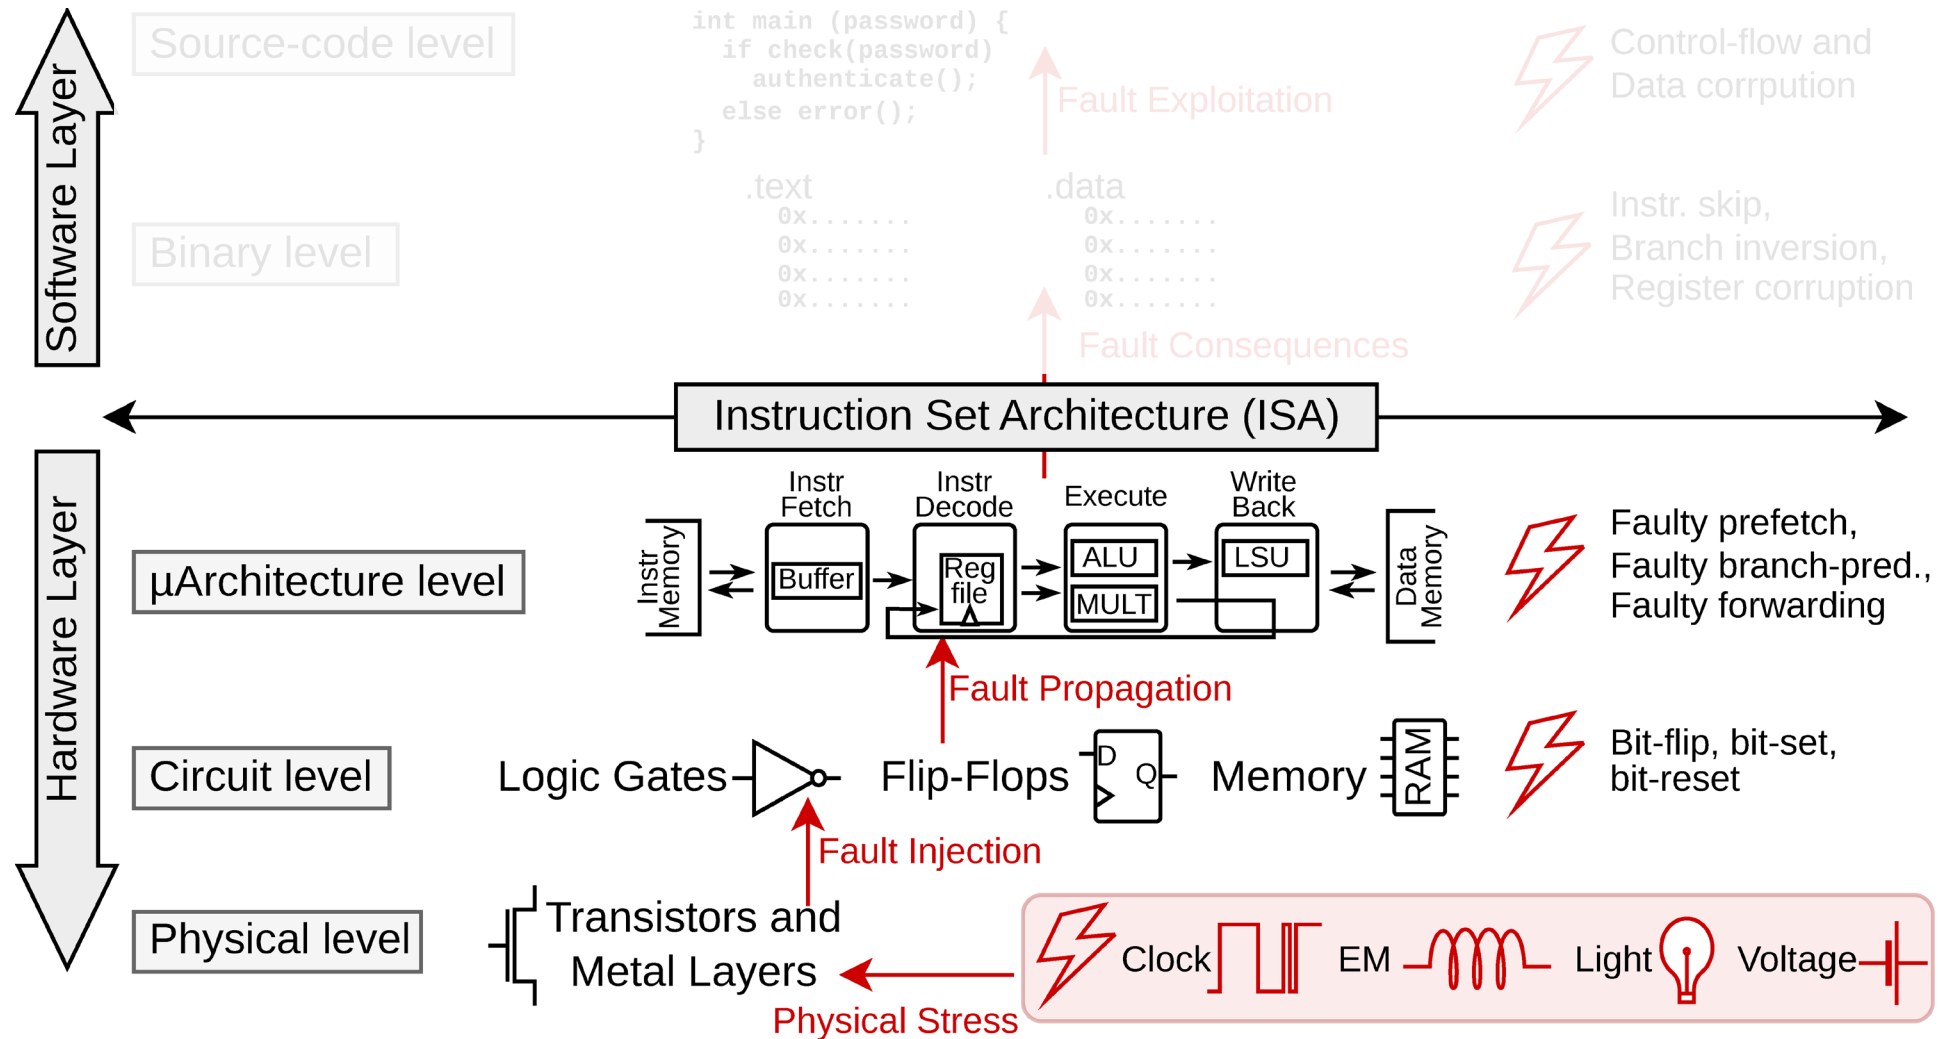 Software Layer
Hardware Layer
Source-code level
int main (password) {
if check(password)
authenticate();
else error();
}
Fault Exploitation
Control-flow and
Data corrpution
Binary level
.text
0x.......
0x.......
0x.......
0x.......
.data
0x.......
0x.......
0x.......
0x.......
Fault Consequences
Instr. skip,
Branch inversion,
Register corruption
Instruction Set Architecture (ISA)
µArchitecture level
Instr
Memory
Instr
Fetch
Buffer
Instr
Decode
Reg
file
Execute
ALU
MULT
Write
Back
LSU
Data
Memory
Faulty prefetch,
Faulty branch-pred.,
Faulty forwarding
Fault Propagation
Circuit level
Logic Gates
Flip-Flops
D
Q
Memory
RAM
Bit-flip, bit-set,
bit-reset
Fault Injection
Physical level
Transistors and
Metal Layers
Physical Stress
Clock
EM
Light
Voltage